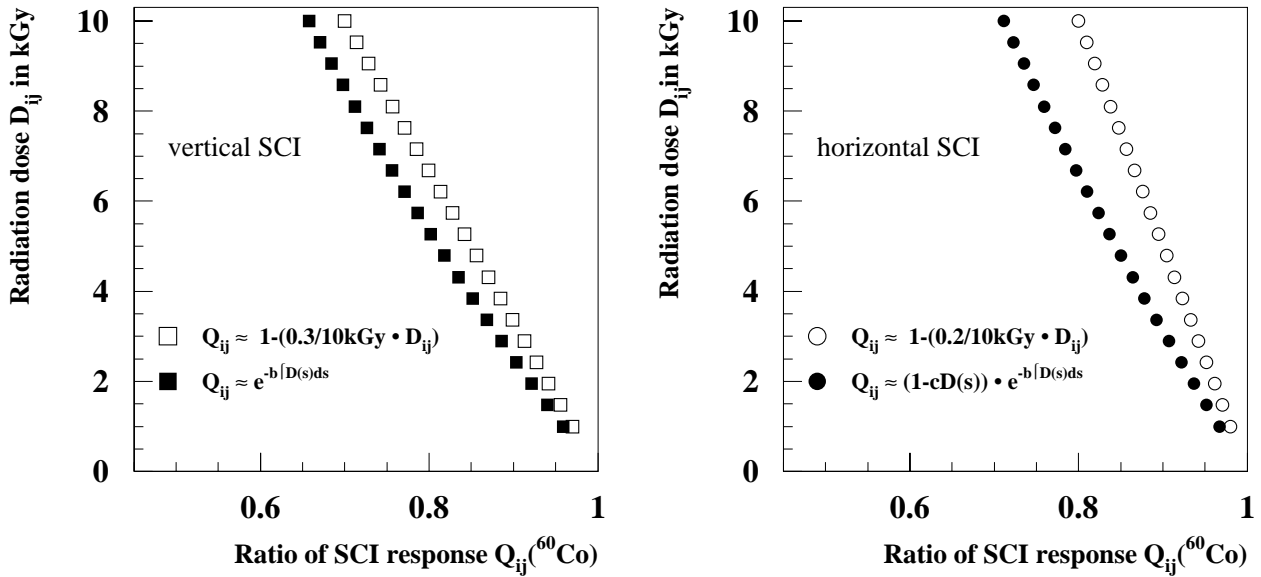 Radiation dose D_ij in kGy
10
8
6
4
2
0
vertical SCI
Q_ij ≈ 1-(0.3/10kGy • D_ij)
Q_ij ≈ e^-b∫D(s)ds
0.6 0.8 1
Ratio of SCI response Q_ij(^60Co)
Radiation dose D_ij in kGy
10
8
6
4
2
0
horizontal SCI
Q_ij ≈ 1-(0.2/10kGy • D_ij)
Q_ij ≈ (1-cD(s)) • e^-b∫D(s)ds
0.6 0.8 1
Ratio of SCI response Q_ij(^60Co)